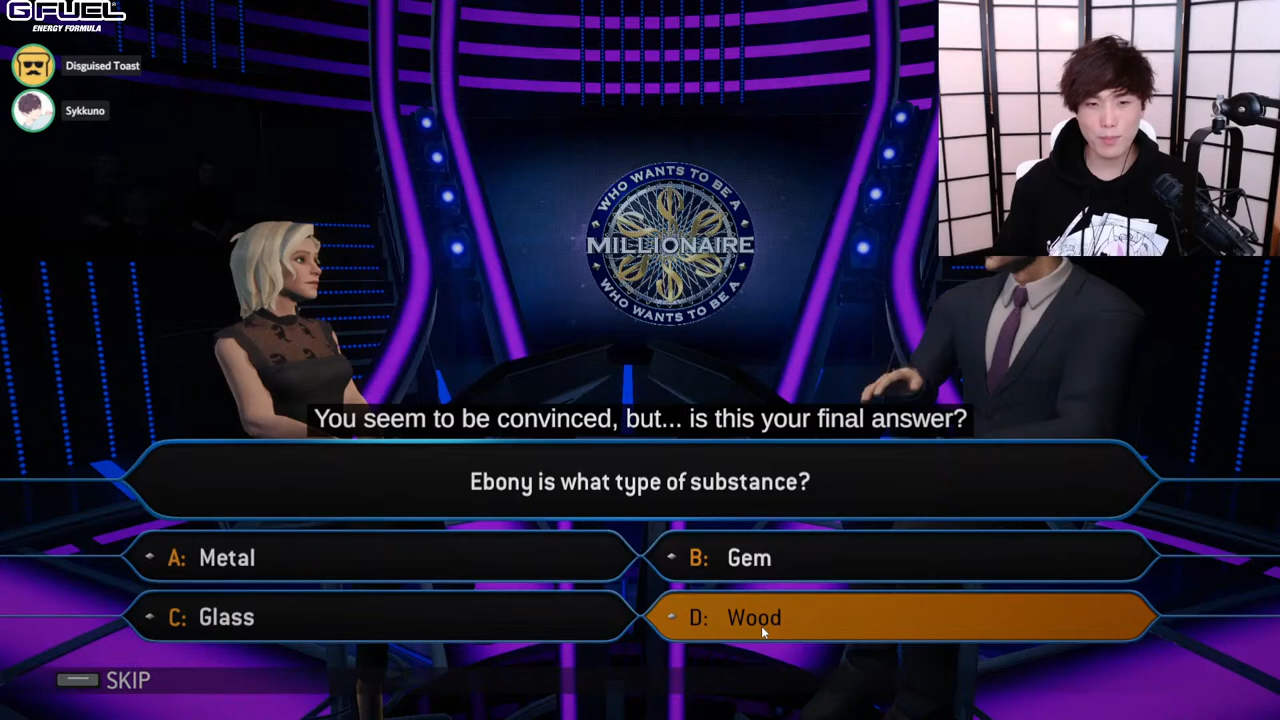 G FUEL
ENERGY FORMULA
Disguised Toast
Sykkuno
WHO WANTS TO BE A
MILLIONAIRE
WHO WANTS TO BE A
You seem to be convinced, but... is this your final answer?
Ebony is what type of substance?
A: Metal
B: Gem
C: Glass
D: Wood
SKIP